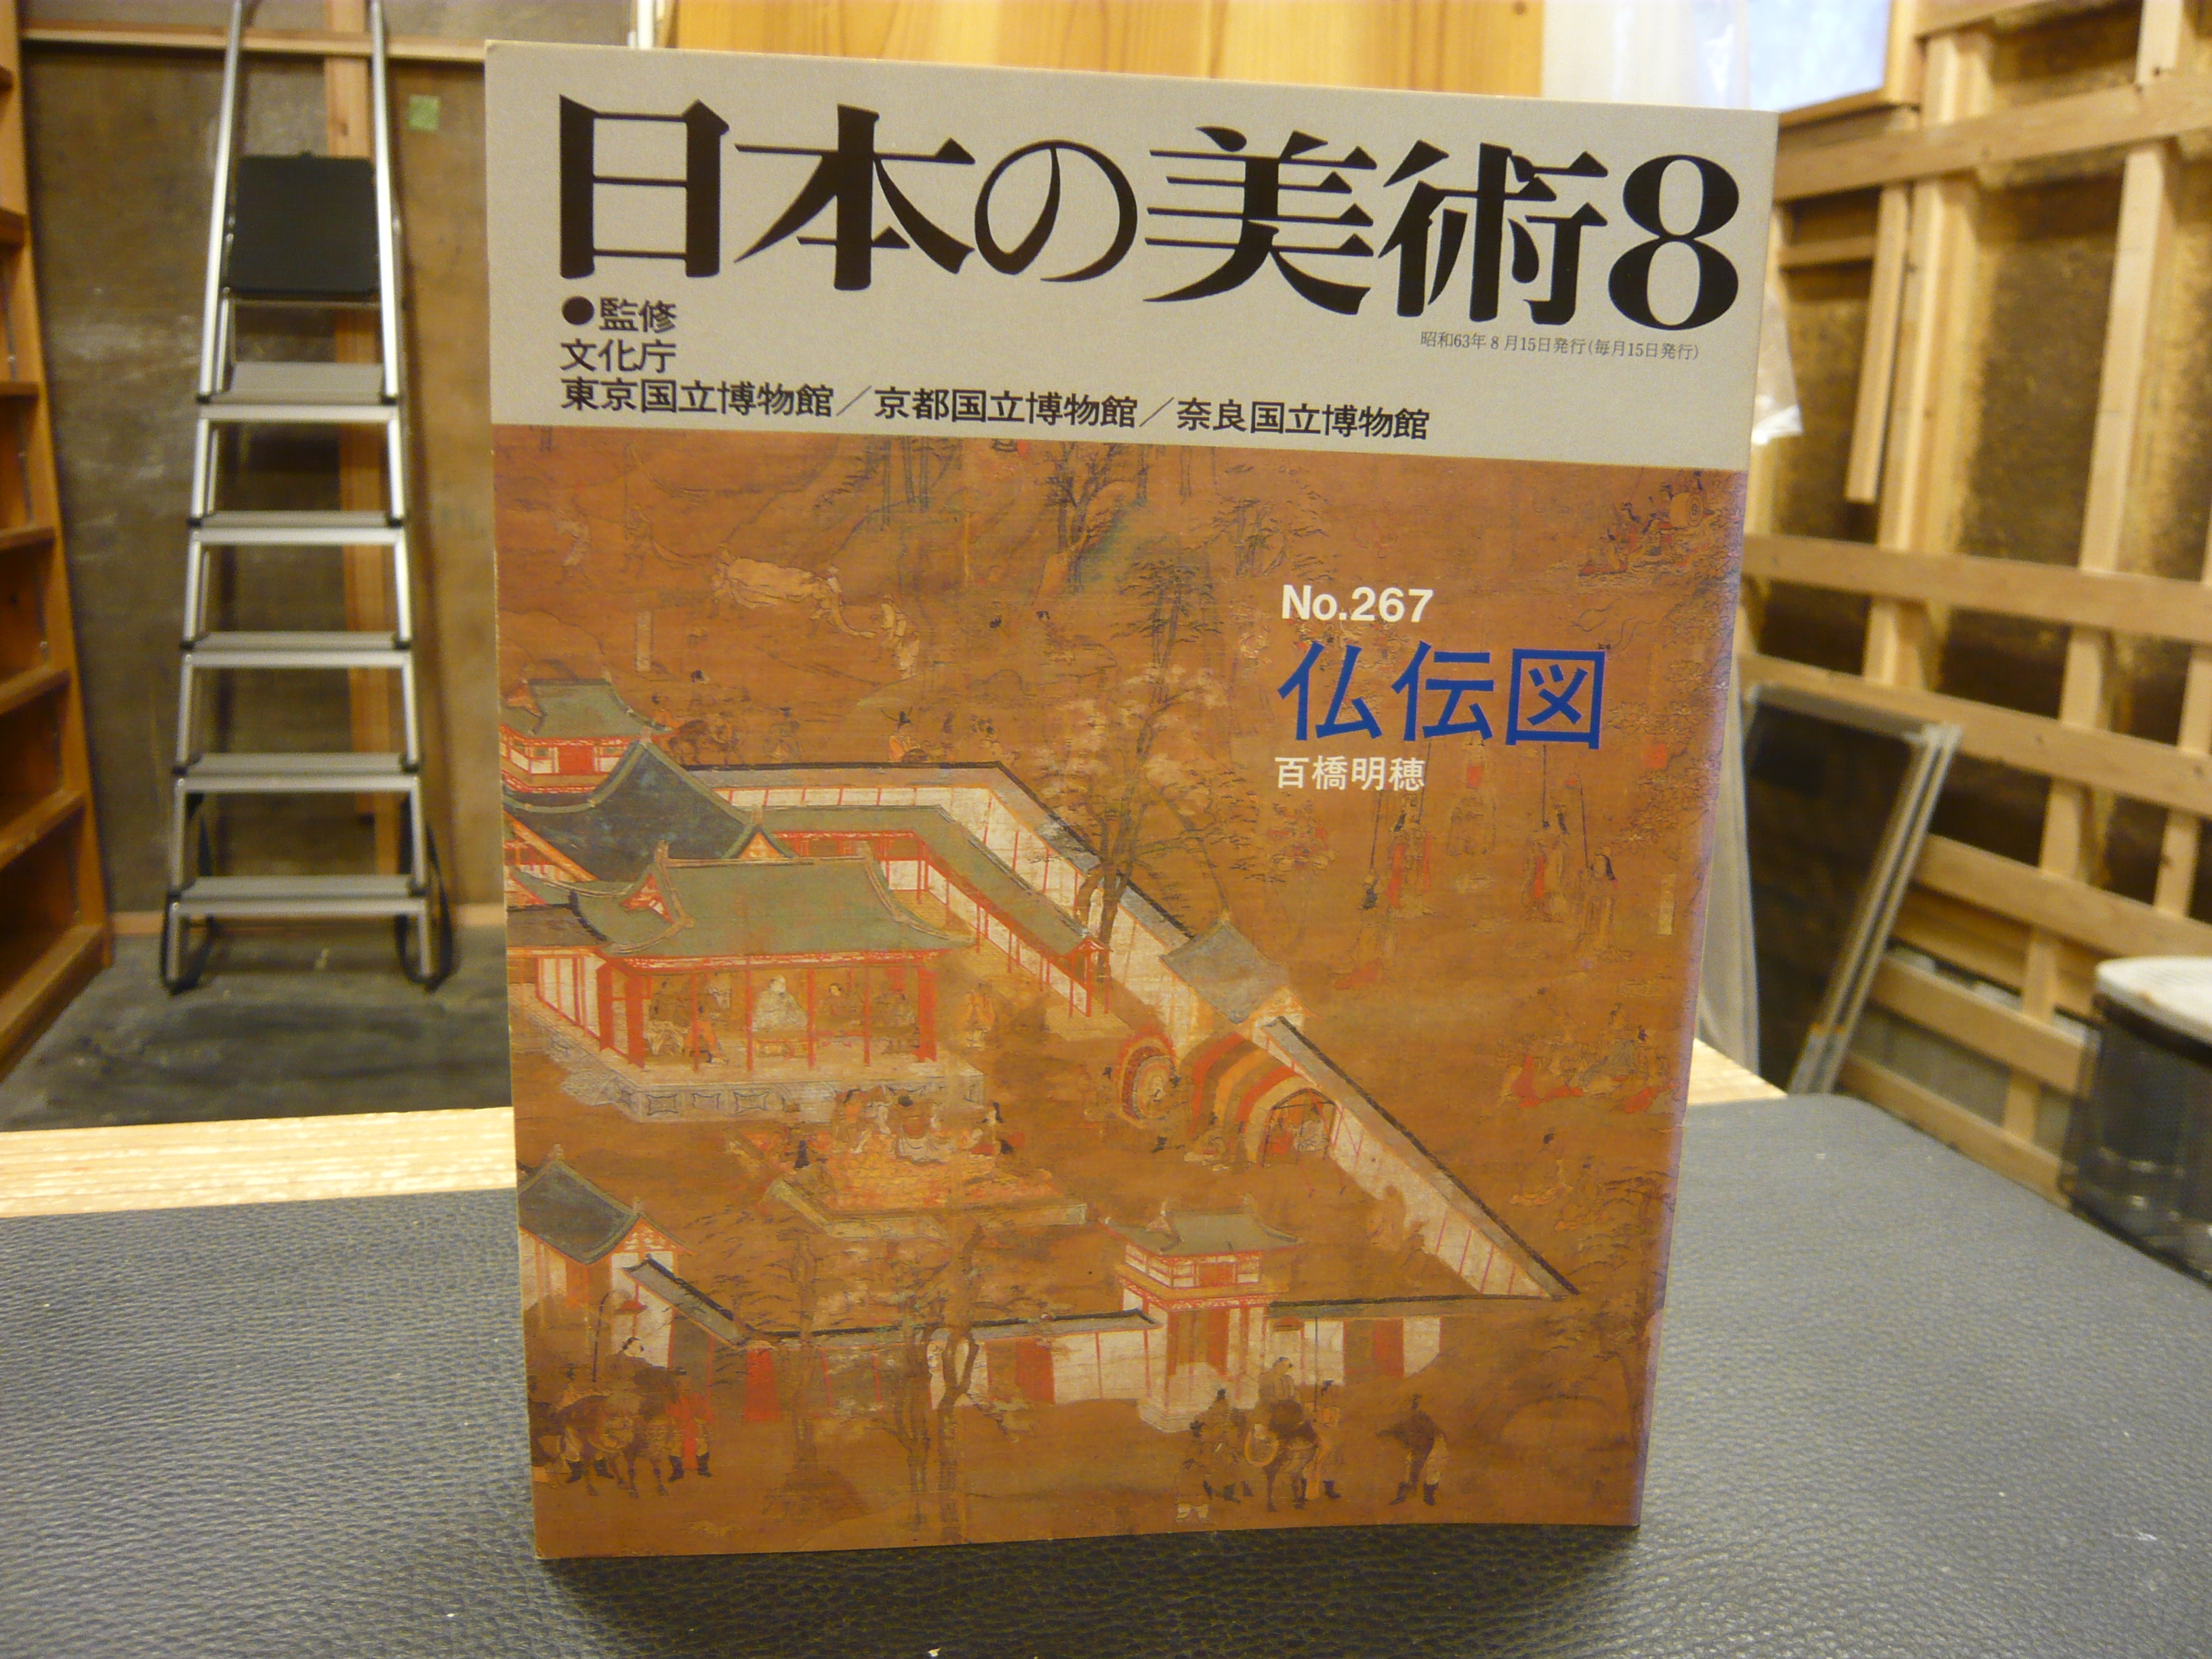 日本の美術8
昭和63年8月15日発行(毎月15日発行)
●監修
文化庁
東京国立博物館／京都国立博物館／奈良国立博物館
No.267
仏伝図
百橋明穂